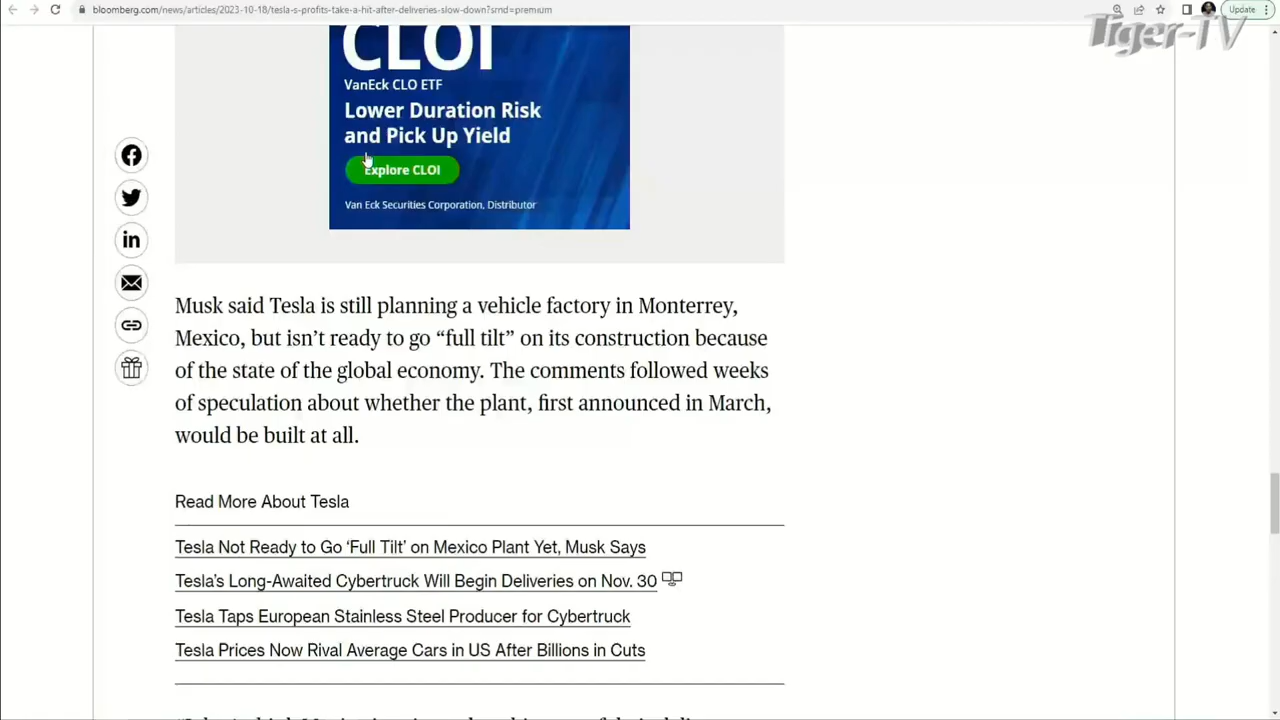 bloomberg.com/news/articles/2023-10-18/tesla-s-profits-take-a-hit-after-deliveries-slow-down?srnd=premium
Update
Tiger-TV
CLOI
VanEck CLO ETF
Lower Duration Risk
and Pick Up Yield
Explore CLOI
Van Eck Securities Corporation, Distributor
Musk said Tesla is still planning a vehicle factory in Monterrey,
Mexico, but isn’t ready to go “full tilt” on its construction because
of the state of the global economy. The comments followed weeks
of speculation about whether the plant, first announced in March,
would be built at all.
Read More About Tesla
Tesla Not Ready to Go ‘Full Tilt’ on Mexico Plant Yet, Musk Says
Tesla’s Long-Awaited Cybertruck Will Begin Deliveries on Nov. 30
Tesla Taps European Stainless Steel Producer for Cybertruck
Tesla Prices Now Rival Average Cars in US After Billions in Cuts